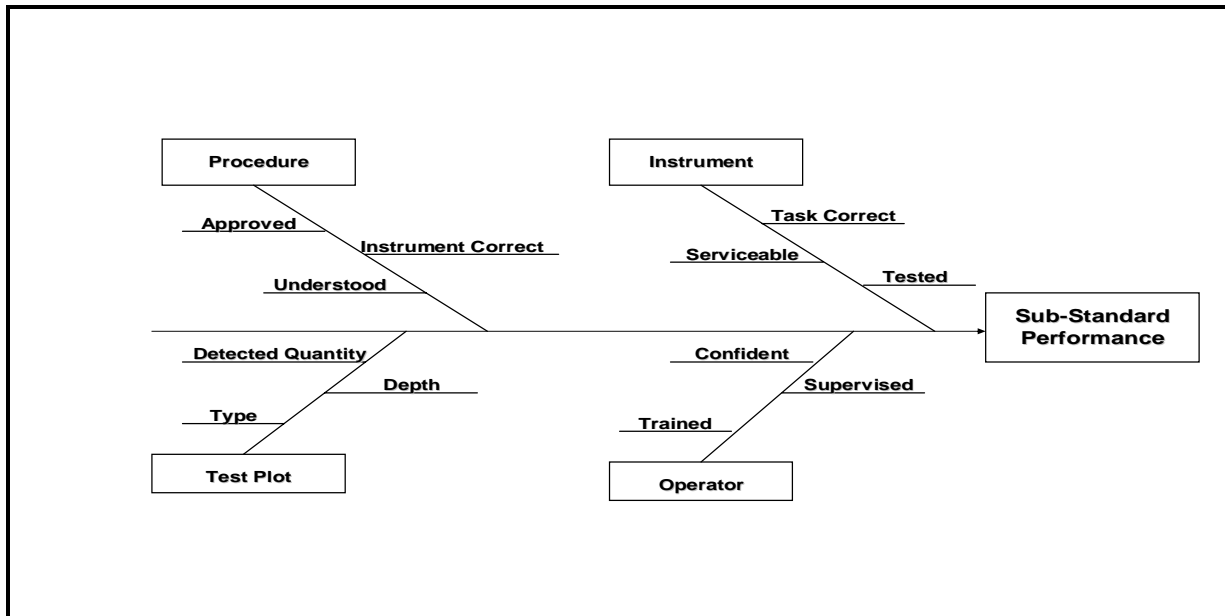 Procedure
Instrument
Approved
Instrument Correct
Understood
Task Correct
Serviceable
Tested
Sub-Standard
Performance
Detected Quantity
Depth
Type
Test Plot
Confident
Supervised
Trained
Operator